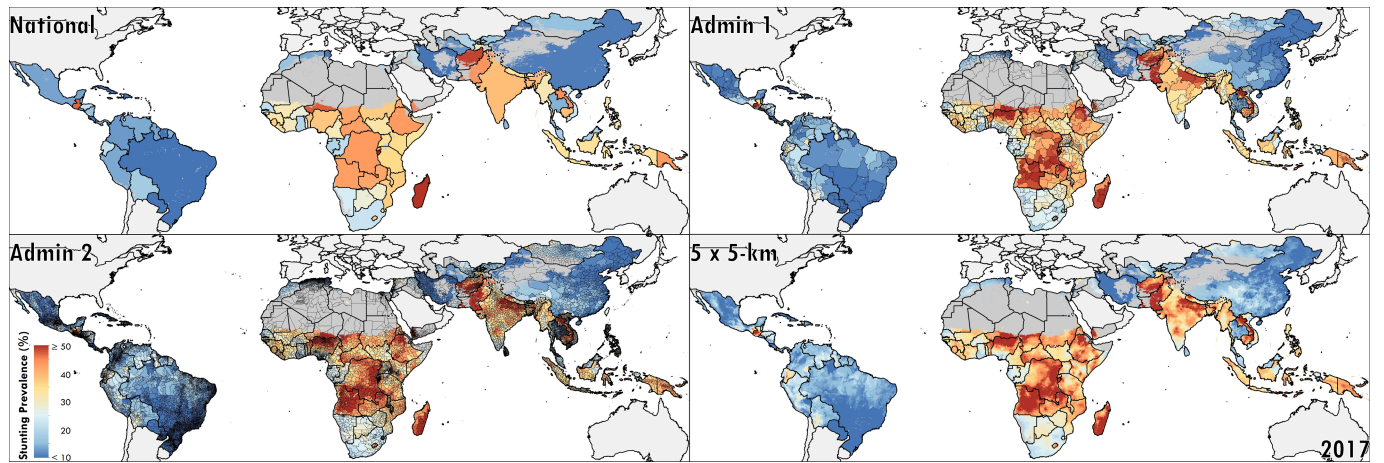 National
Admin 1
Admin 2
5 x 5-km
Stunting Prevalence (%)
≥ 50
40
30
20
< 10
2017